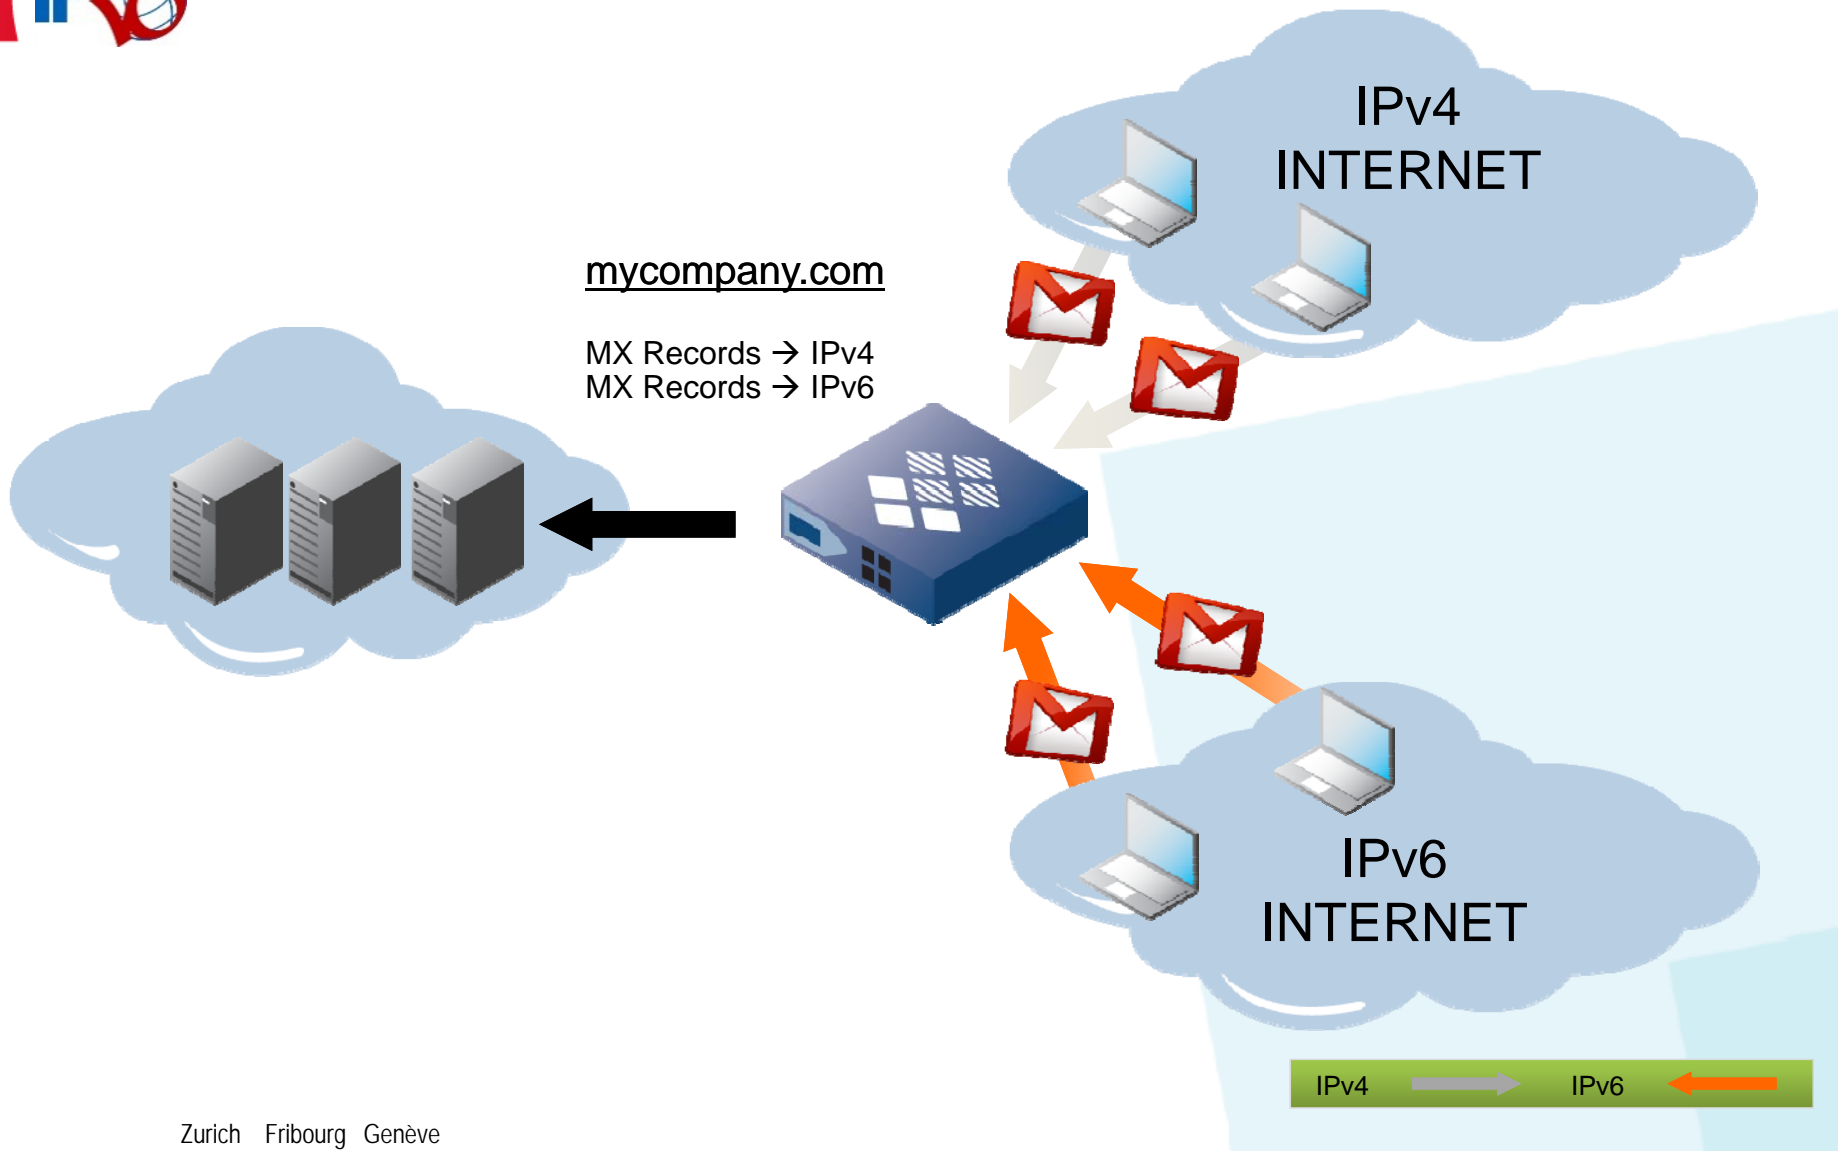 IPv4
INTERNET
mycompany.com
MX Records → IPv4
MX Records → IPv6
IPv6
INTERNET
IPv4 IPv6
Zurich Fribourg Genève